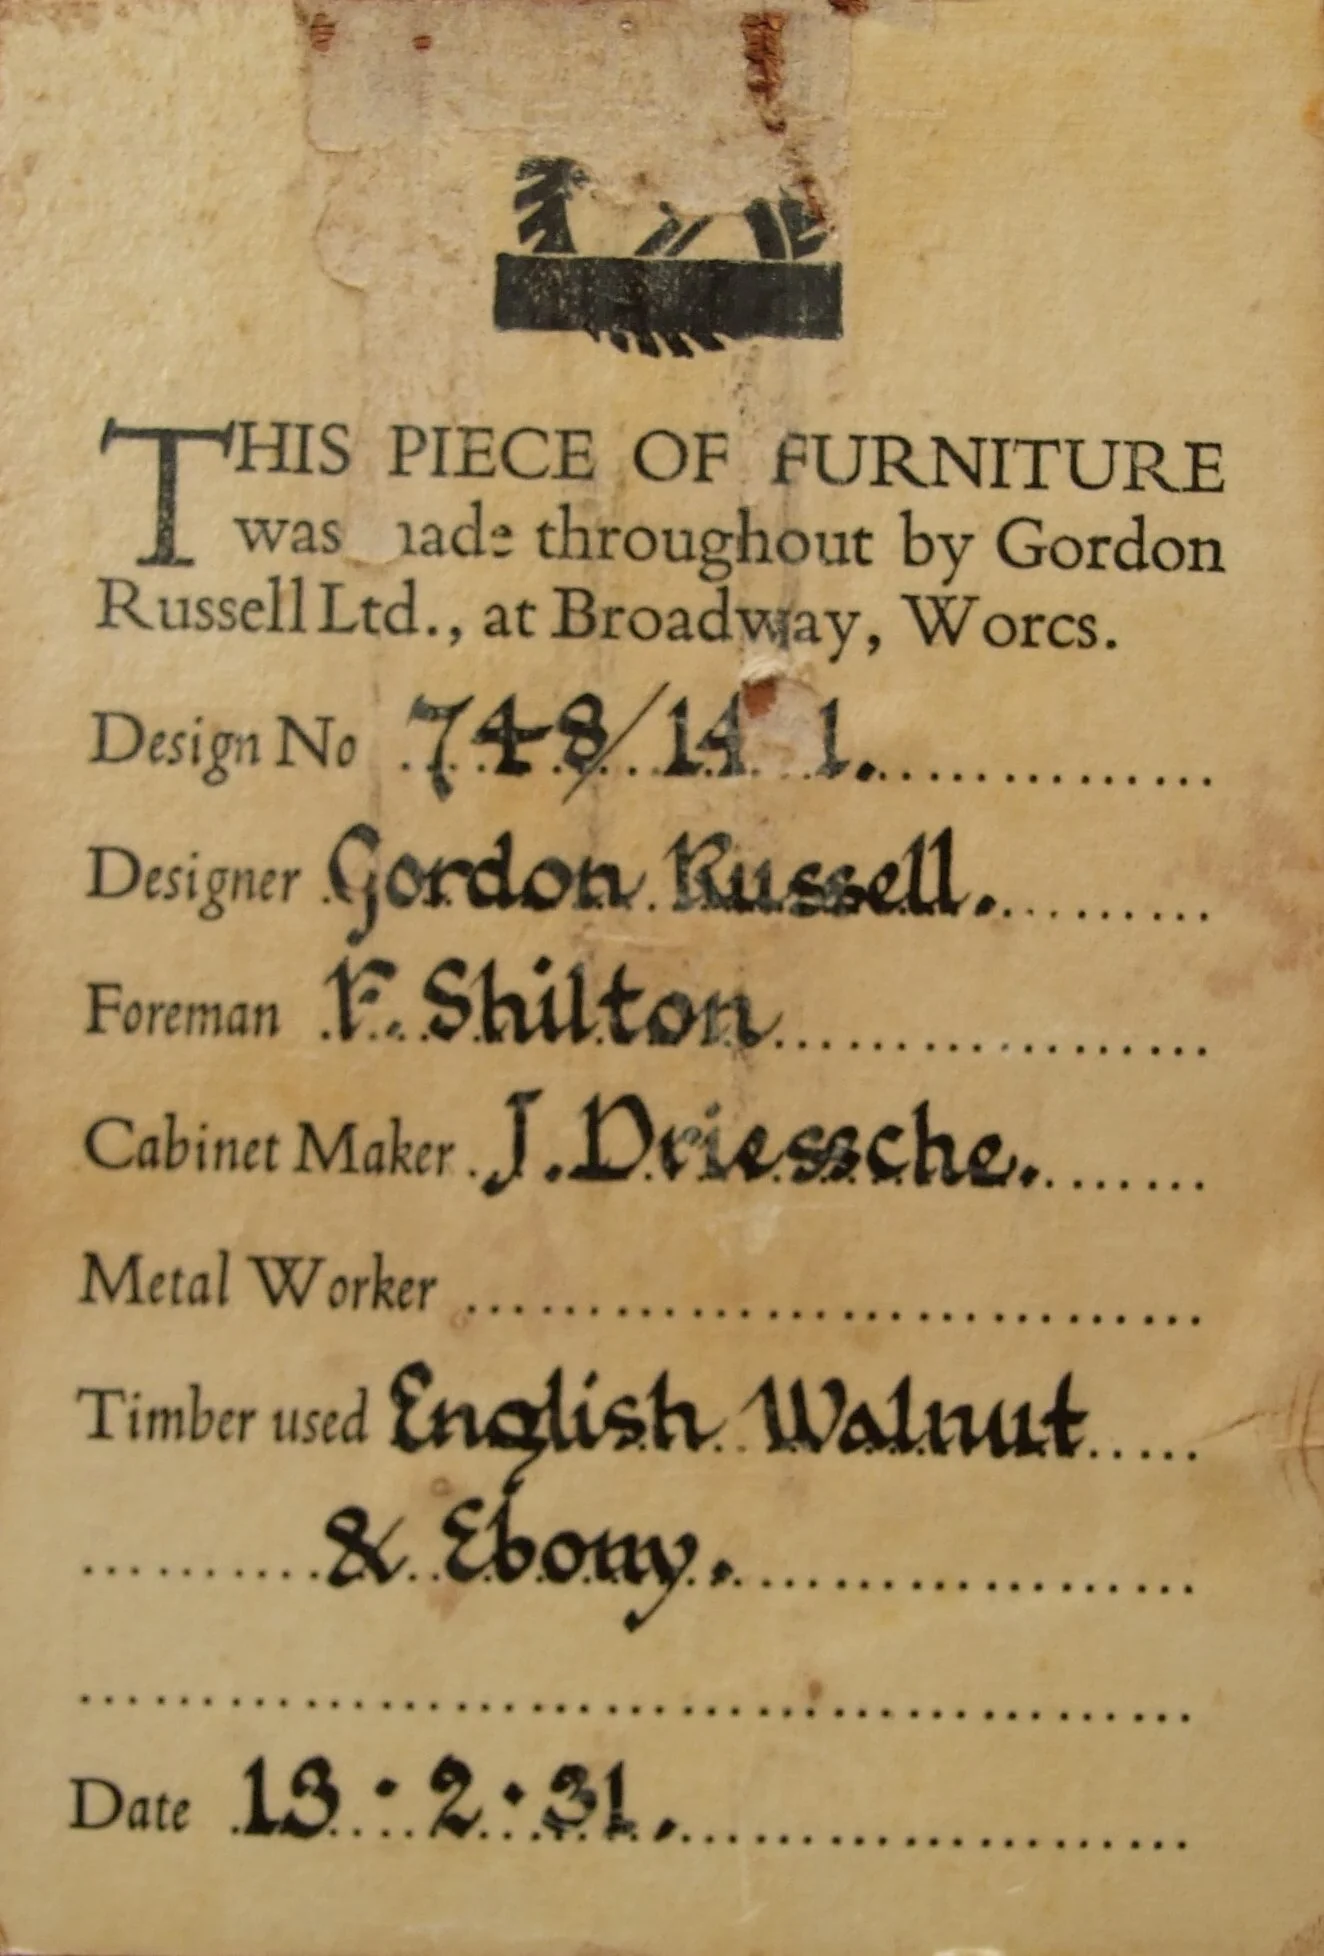 THIS PIECE OF FURNITURE
was made throughout by Gordon
Russell Ltd., at Broadway, Worcs.
Design No 748/14 1.
Designer Gordon Russell.
Foreman F. Shilton
Cabinet Maker J. Driessche.
Metal Worker
Timber used English Walnut
& Ebony.
Date 13·2·31.